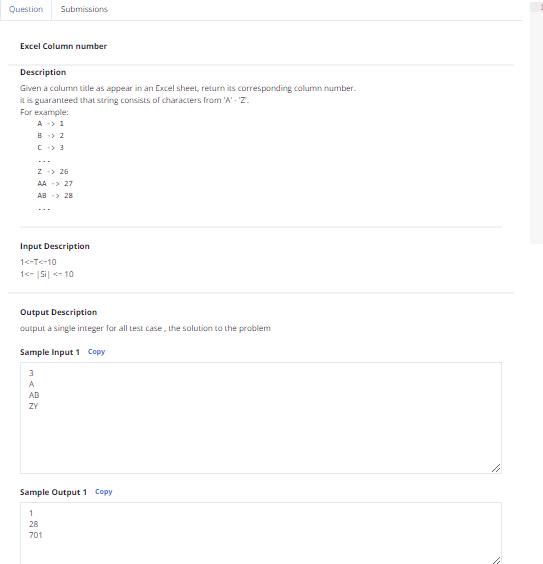 Question Submissions
1
Excel Column number
Description
Given a column title as appear in an Excel sheet, return its corresponding column number.
it is guaranteed that string consists of characters from 'A' - 'Z'.
For example:
A -> 1
B -> 2
C -> 3
...
Z -> 26
AA -> 27
AB -> 28
...
Input Description
1<=T<=10
1<= |Si| <= 10
Output Description
output a single integer for all test case , the solution to the problem
Sample Input 1 Copy
3
A
AB
ZY
Sample Output 1 Copy
1
28
701